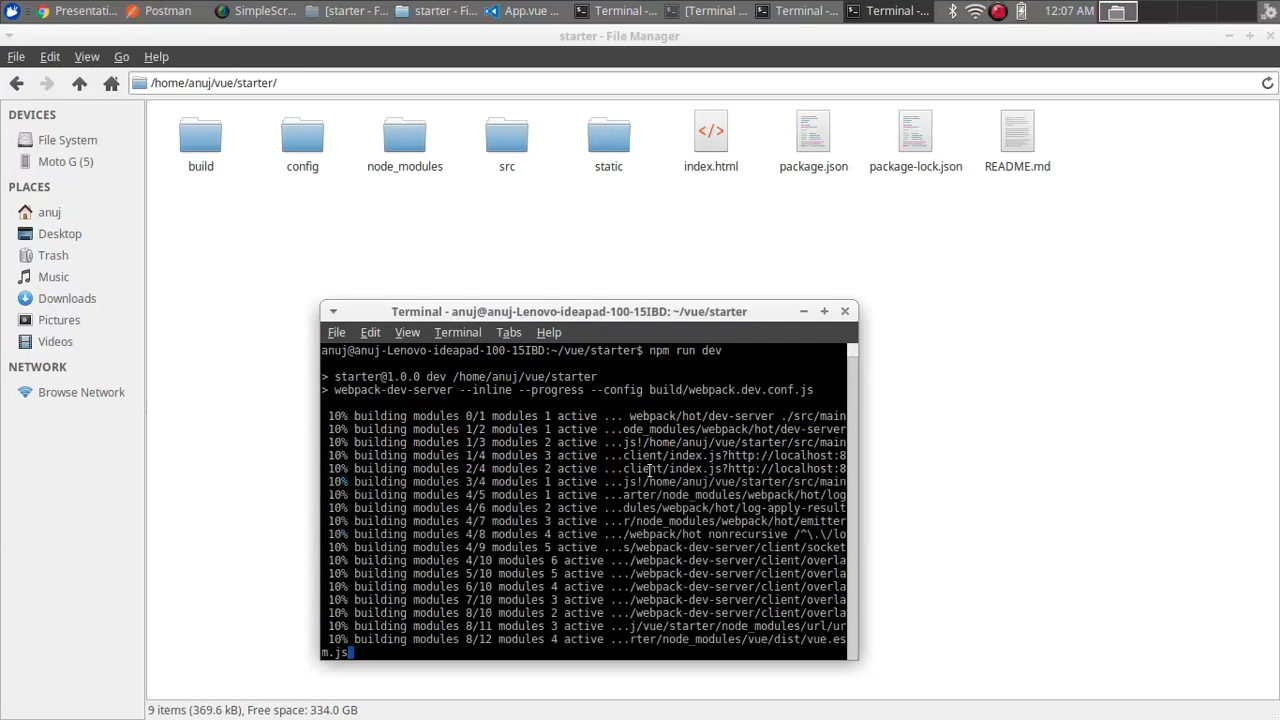 Presentati...
Postman
SimpleScr...
[starter - F...
starter - Fi...
App.vue ...
Terminal -...
[Terminal ...
Terminal -...
Terminal -...
12:07 AM
starter - File Manager
File Edit View Go Help
/home/anuj/vue/starter/
DEVICES
File System
Moto G (5)
PLACES
anuj
Desktop
Trash
Music
Downloads
Pictures
Videos
NETWORK
Browse Network
build
config
node_modules
src
static
index.html
package.json
package-lock.json
README.md
Terminal - anuj@anuj-Lenovo-ideapad-100-15IBD: ~/vue/starter
File Edit View Terminal Tabs Help
anuj@anuj-Lenovo-ideapad-100-15IBD:~/vue/starter$ npm run dev
> starter@1.0.0 dev /home/anuj/vue/starter
> webpack-dev-server --inline --progress --config build/webpack.dev.conf.js
10% building modules 0/1 modules 1 active ... webpack/hot/dev-server ./src/main
10% building modules 1/2 modules 1 active ...ode_modules/webpack/hot/dev-server
10% building modules 1/3 modules 2 active ...js!/home/anuj/vue/starter/src/main
10% building modules 1/4 modules 3 active ...client/index.js?http://localhost:8
10% building modules 2/4 modules 2 active ...client/index.js?http://localhost:8
10% building modules 3/4 modules 1 active ...js!/home/anuj/vue/starter/src/main
10% building modules 4/5 modules 1 active ...arter/node_modules/webpack/hot/log
10% building modules 4/6 modules 2 active ...dules/webpack/hot/log-apply-result
10% building modules 4/7 modules 3 active ...r/node_modules/webpack/hot/emitter
10% building modules 4/8 modules 4 active .../webpack/hot nonrecursive /^\.\/lo
10% building modules 4/9 modules 5 active ...s/webpack-dev-server/client/socket
10% building modules 4/10 modules 6 active .../webpack-dev-server/client/overla
10% building modules 5/10 modules 5 active .../webpack-dev-server/client/overla
10% building modules 6/10 modules 4 active .../webpack-dev-server/client/overla
10% building modules 7/10 modules 3 active .../webpack-dev-server/client/overla
10% building modules 8/10 modules 2 active .../webpack-dev-server/client/overla
10% building modules 8/11 modules 3 active ...j/vue/starter/node_modules/url/ur
10% building modules 8/12 modules 4 active ...rter/node_modules/vue/dist/vue.es
m.js
9 items (369.6 kB), Free space: 334.0 GB